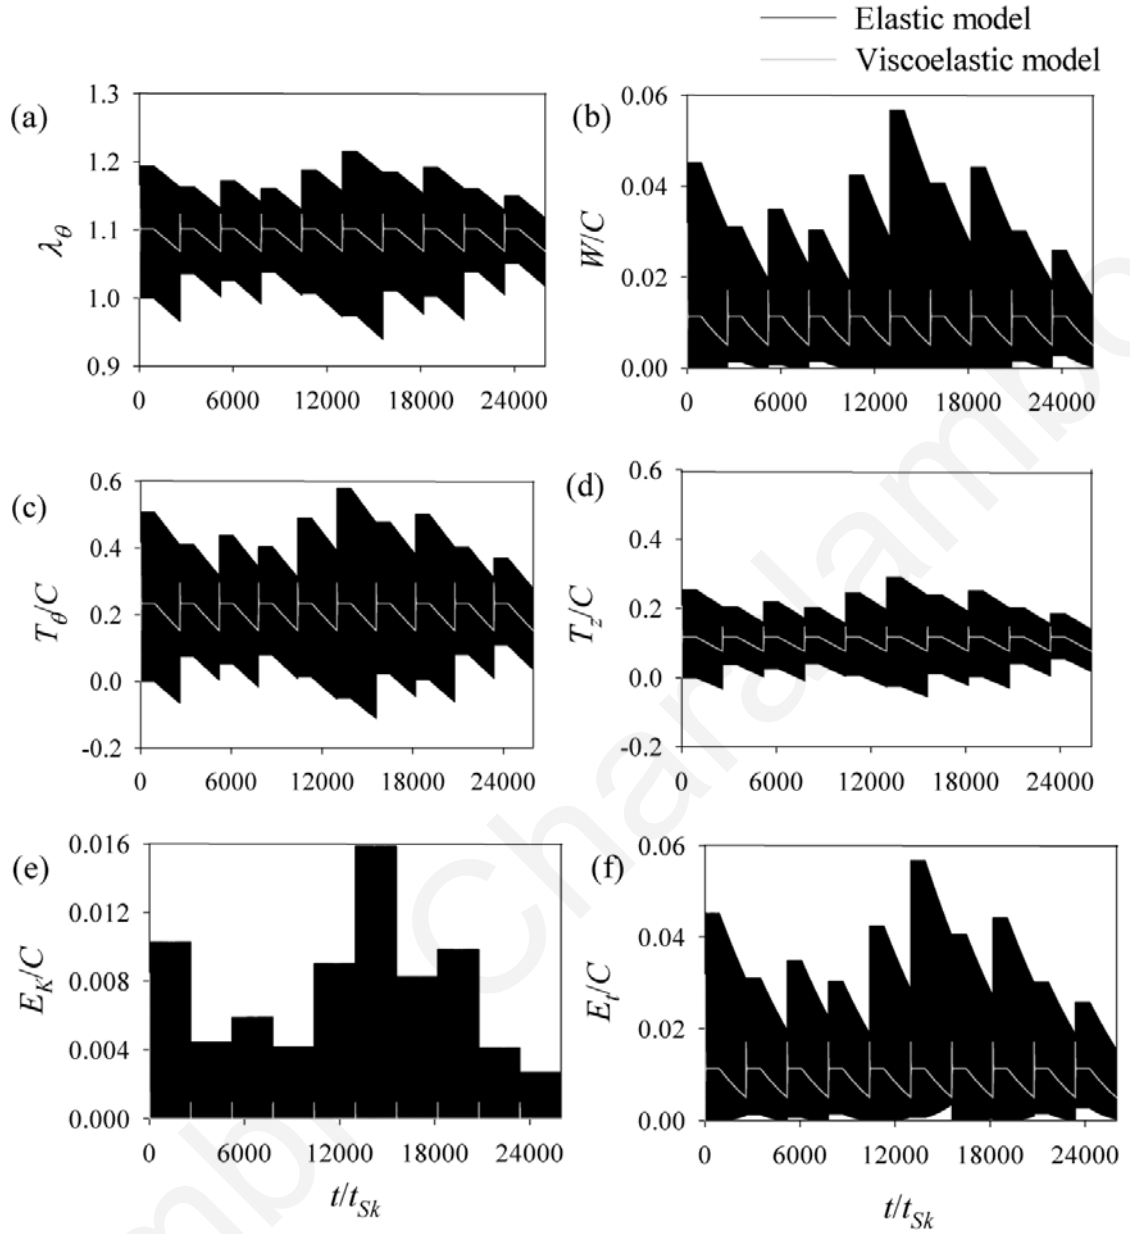 Elastic model
Viscoelastic model
(a)
1.3
1.2
1.1
1.0
0.9
λθ
0 6000 12000 18000 24000
(b)
0.06
0.04
0.02
0.00
W/C
0 6000 12000 18000 24000
(c)
0.6
0.4
0.2
0.0
-0.2
Tθ/C
0 6000 12000 18000 24000
(d)
0.6
0.4
0.2
0.0
-0.2
Tz/C
0 6000 12000 18000 24000
(e)
0.016
0.012
0.008
0.004
0.000
EK/C
0 6000 12000 18000 24000
t/tSk
(f)
0.06
0.04
0.02
0.00
Et/C
0 6000 12000 18000 24000
t/tSk